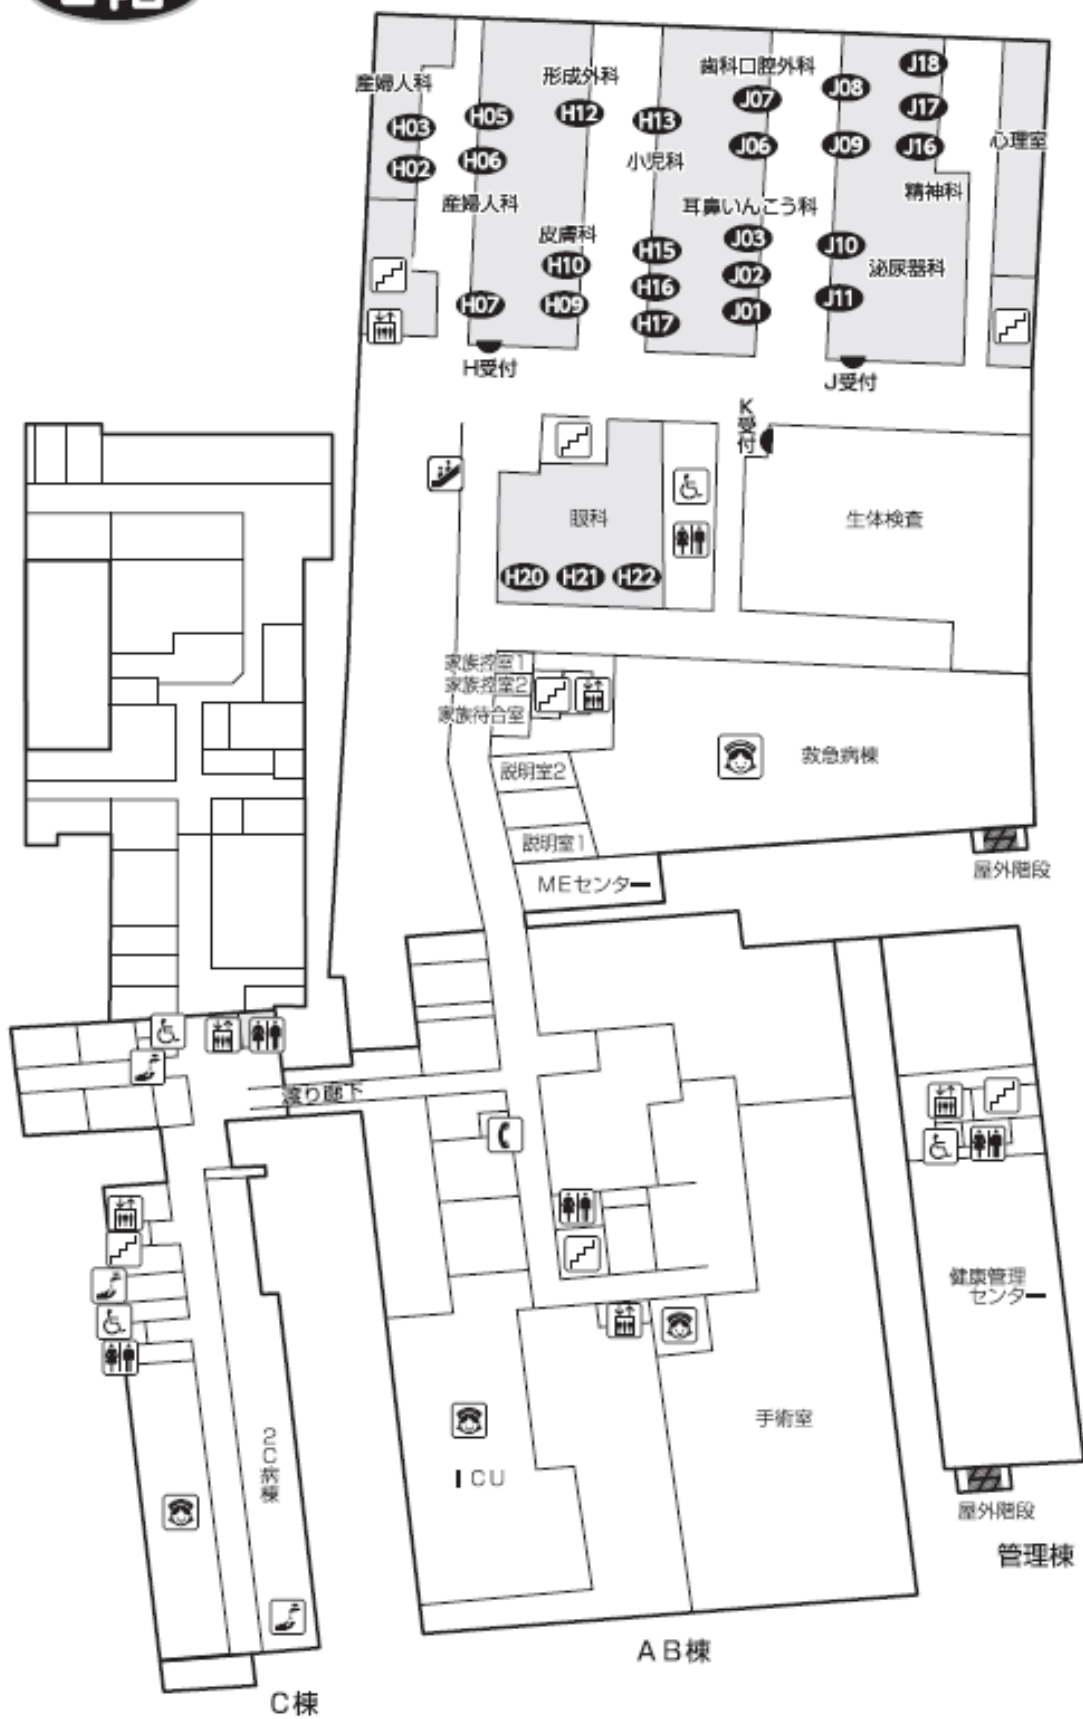 産婦人科
形成外科
歯科口腔外科
J18
J08
J07
J17
H03
H05
H12
H13
J06
J09
J16
心理室
H02
H06
小児科
精神科
産婦人科
耳鼻いんこう科
皮膚科
J03
J10
H15
H10
J02
泌尿器科
H16
J11
H07
H09
J01
H17
H受付
J受付
K受付
眼科
生体検査
H20
H21
H22
家族控室1
家族控室2
家族待合室
救急病棟
説明室2
説明室1
屋外階段
MEセンター
渡り廊下
健康管理
センター
手術室
2C病棟
ICU
屋外階段
管理棟
AB棟
C棟